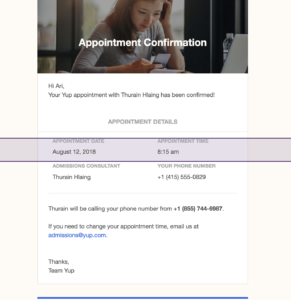 Appointment Confirmation
Hi Ari,
Your Yup appointment with Thurain Hlaing has been confirmed!
APPOINTMENT DETAILS
APPOINTMENT DATE APPOINTMENT TIME
August 12, 2018 8:15 am
ADMISSIONS CONSULTANT YOUR PHONE NUMBER
Thurain Hlaing +1 (415) 555-0829
Thurain will be calling your phone number from +1 (855) 744-8987.
If you need to change your appointment time, email us at
admissions@yup.com.
Thanks,
Team Yup